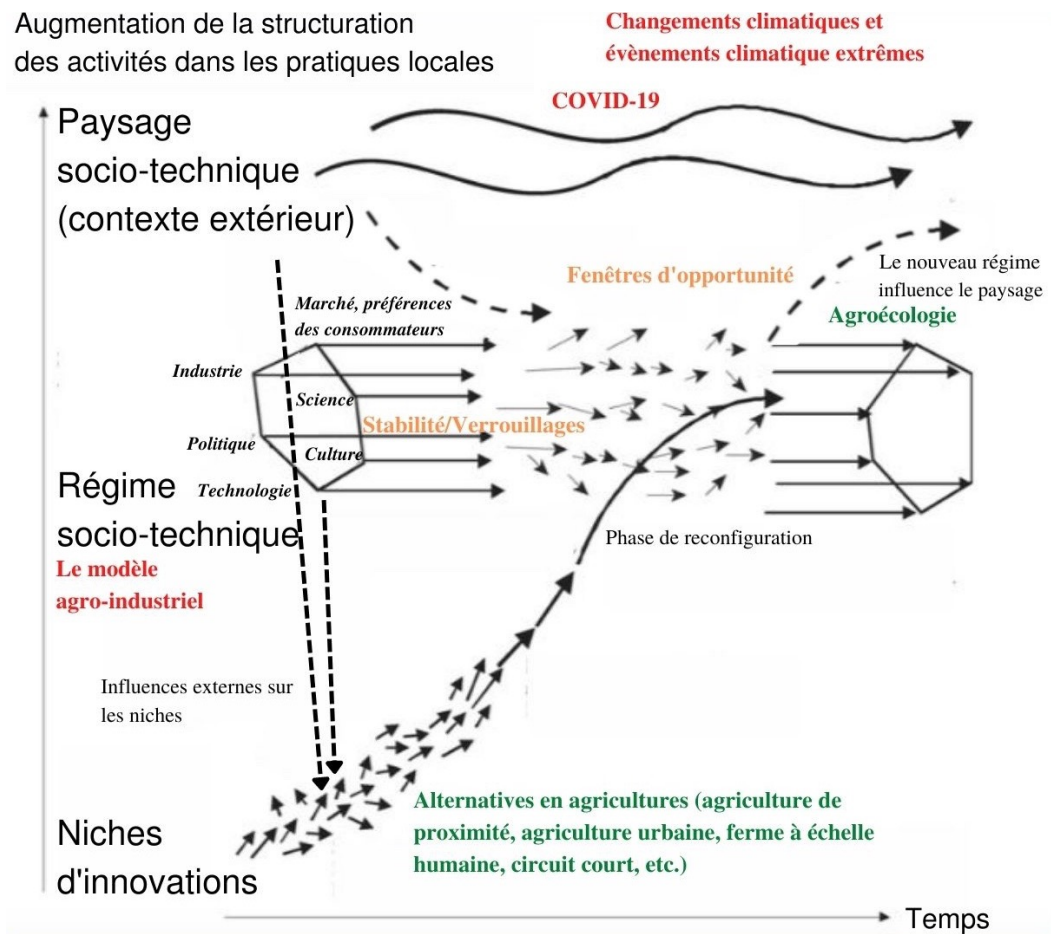 Augmentation de la structuration
des activités dans les pratiques locales
Changements climatiques et
évènements climatique extrêmes
COVID-19
Paysage
socio-technique
(contexte extérieur)
Fenêtres d'opportunité
Le nouveau régime
influence le paysage
Agroécologie
Marché, préférences
des consommateurs
Industrie
Science
Stabilité/Verrouillages
Politique
Culture
Technologie
Régime
socio-technique
Le modèle
agro-industriel
Phase de reconfiguration
Influences externes sur
les niches
Alternatives en agricultures (agriculture de
proximité, agriculture urbaine, ferme à échelle
humaine, circuit court, etc.)
Niches
d'innovations
Temps